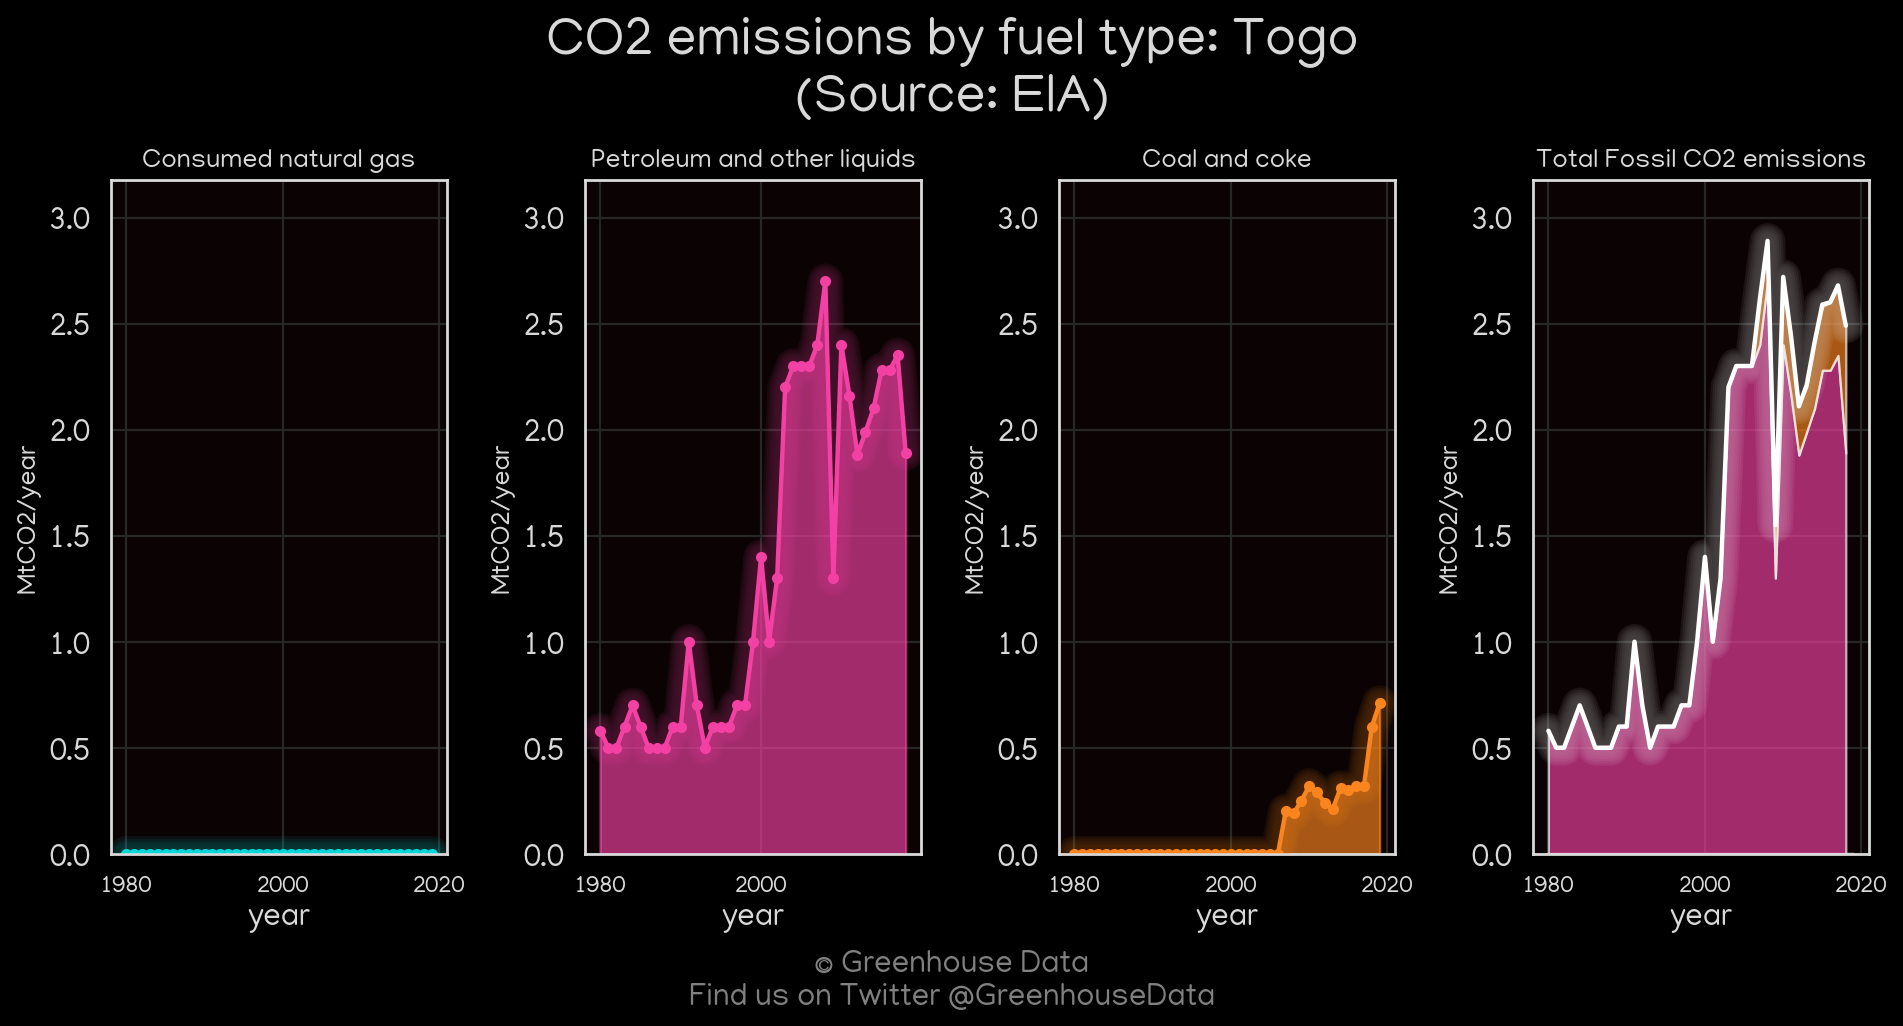 CO2 emissions by fuel type: Togo
(Source: EIA)
Consumed natural gas
Petroleum and other liquids
Coal and coke
Total Fossil CO2 emissions
MtCO2/year
3.0
2.5
2.0
1.5
1.0
0.5
0.0
1980
2000
2020
year
MtCO2/year
3.0
2.5
2.0
1.5
1.0
0.5
0.0
1980
2000
year
MtCO2/year
3.0
2.5
2.0
1.5
1.0
0.5
0.0
1980
2000
2020
year
MtCO2/year
3.0
2.5
2.0
1.5
1.0
0.5
0.0
1980
2000
2020
year
© Greenhouse Data
Find us on Twitter @GreenhouseData